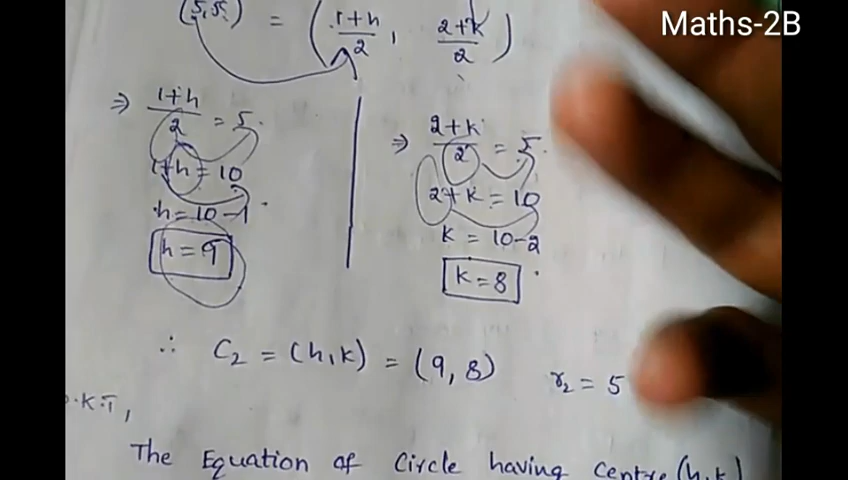 Maths-2B
(5,5) = (1+h/2, 2+k/2)
⇒ 1+h/2 = 5
1+h = 10
h = 10-1
h = 9
⇒ 2+k/2 = 5
2+k = 10
k = 10-2
k = 8
∴ C₂ = (h,k) = (9,8) r₂ = 5
.K.T,
The Equation of Circle having Centre (h,k)